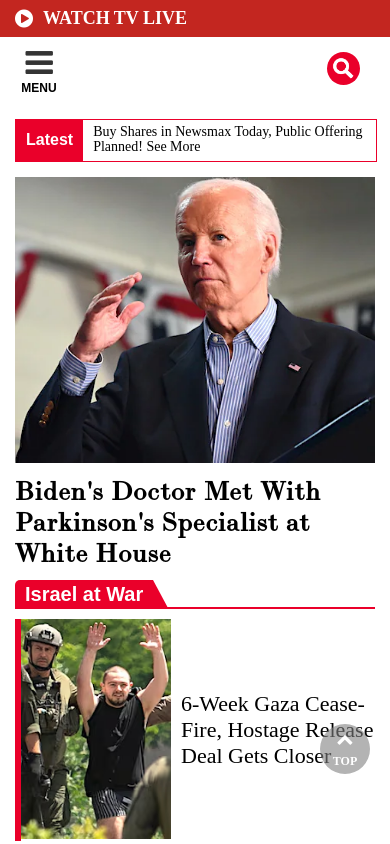 WATCH TV LIVE
MENU
Latest
Buy Shares in Newsmax Today, Public Offering
Planned! See More
Biden's Doctor Met With
Parkinson's Specialist at
White House
Israel at War
6-Week Gaza Cease-
Fire, Hostage Release
Deal Gets Closer
TOP